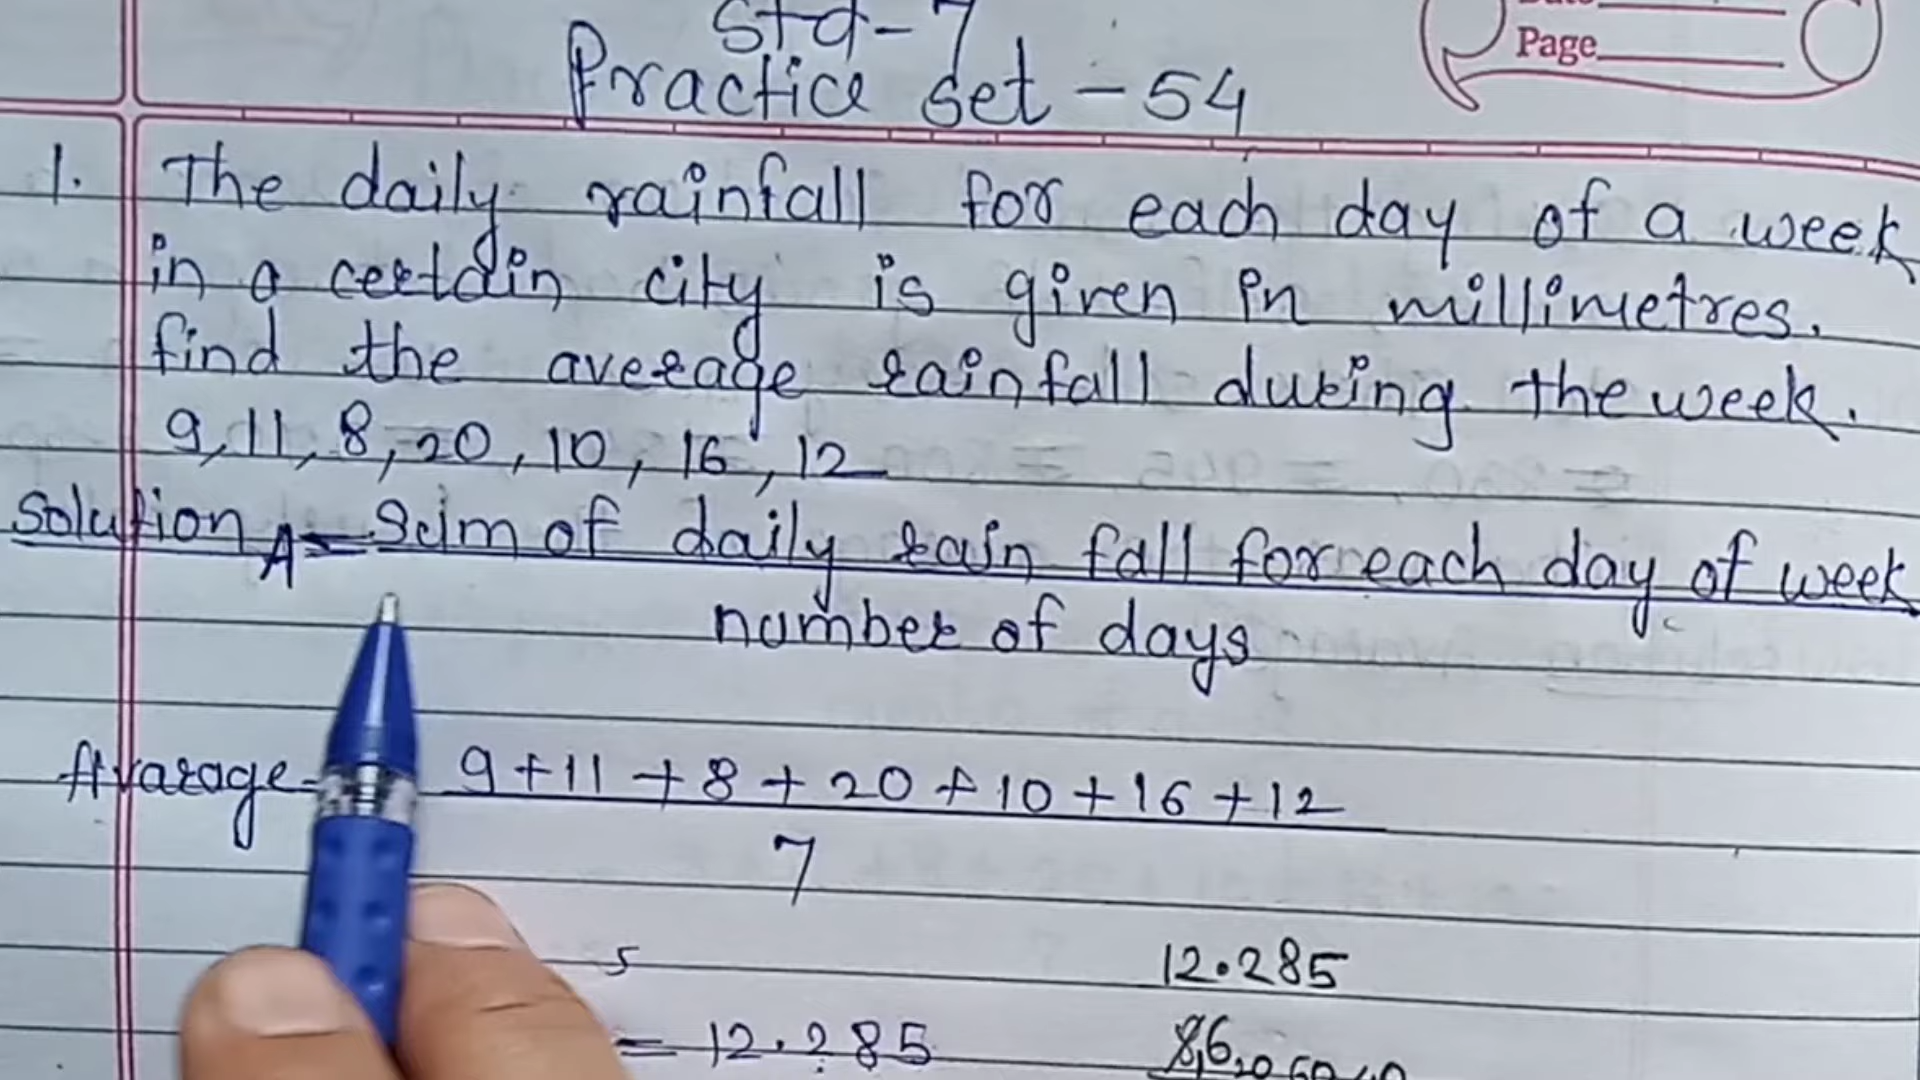 Std-7
Practice set - 54
Page
1. The daily rainfall for each day of a week
in a certain city is given in millimetres.
find the average rainfall during the week.
9, 11, 8, 20, 10, 16, 12
Solution A = Sum of daily rain fall for each day of week
number of days
Avarage = 9 + 11 + 8 + 20 + 10 + 16 + 12
7
12.285
= 12.285